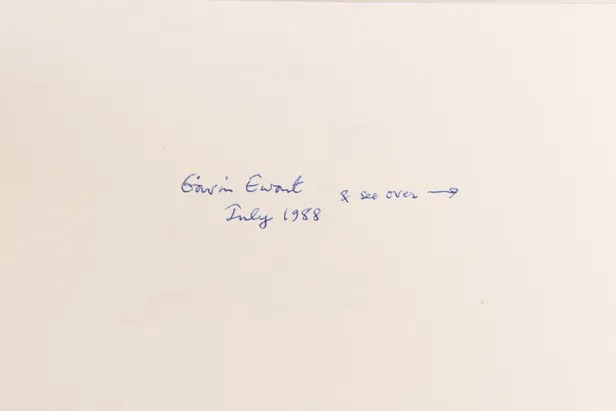 Gavin Ewart & see over →
July 1988